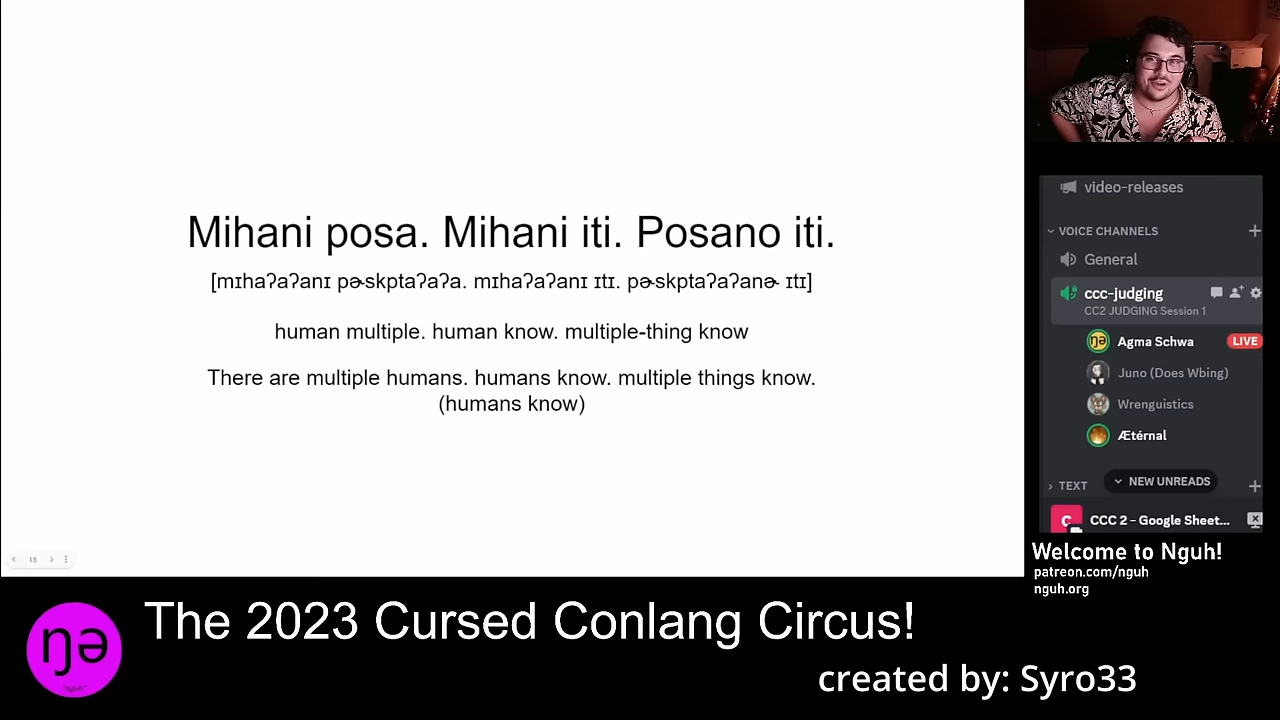 Mihani posa. Mihani iti. Posano iti.
[mɪhaʔaʔanɪ pɚskptaʔaʔa. mɪhaʔaʔanɪ ɪtɪ. pɚskptaʔaʔanɚ ɪtɪ]
human multiple. human know. multiple-thing know
There are multiple humans. humans know. multiple things know.
(humans know)
15
video-releases
VOICE CHANNELS
General
ccc-judging
CC2 JUDGING Session 1
Agma Schwa LIVE
Juno (Does Wbing)
Wrenguistics
Ætérnal
TEXT NEW UNREADS
C CCC 2 - Google Sheet...
Welcome to Nguh!
patreon.com/nguh
nguh.org
ŋə
The 2023 Cursed Conlang Circus!
created by: Syro33